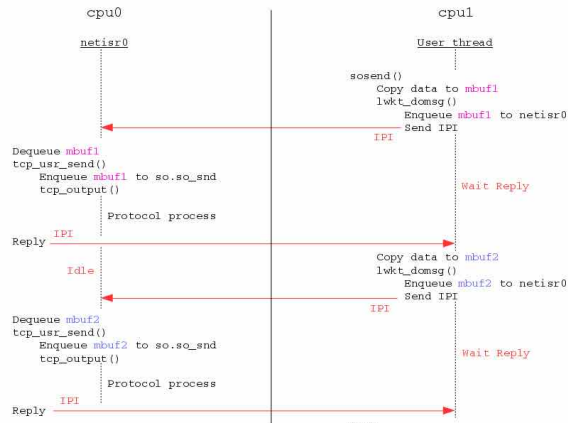 cpu0
cpu1
netisr0
User thread
sosend()
Copy data to mbuf1
lwkt_domsg()
Enqueue mbuf1 to netisr0
Send IPI
IPI
Dequeue mbuf1
tcp_usr_send()
Enqueue mbuf1 to so.so_snd
tcp_output()
Wait Reply
Protocol process
IPI
Reply
Copy data to mbuf2
Idle
lwkt_domsg()
Enqueue mbuf2 to netisr0
Send IPI
IPI
Dequeue mbuf2
tcp_usr_send()
Enqueue mbuf2 to so.so_snd
tcp_output()
Wait Reply
Protocol process
IPI
Reply